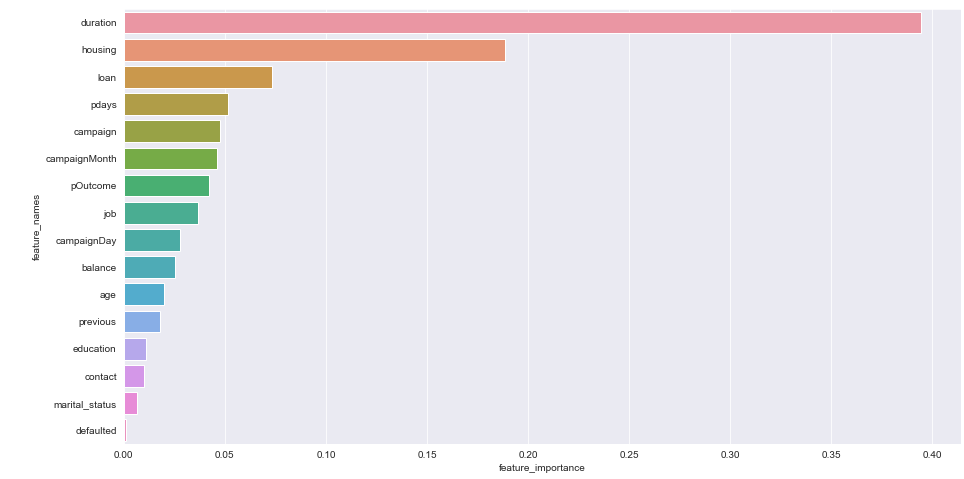 duration
housing
loan
pdays
campaign
campaignMonth
pOutcome
job
campaignDay
balance
age
previous
education
contact
marital_status
defaulted
feature_names
0.00 0.05 0.10 0.15 0.20 0.25 0.30 0.35 0.40
feature_importance